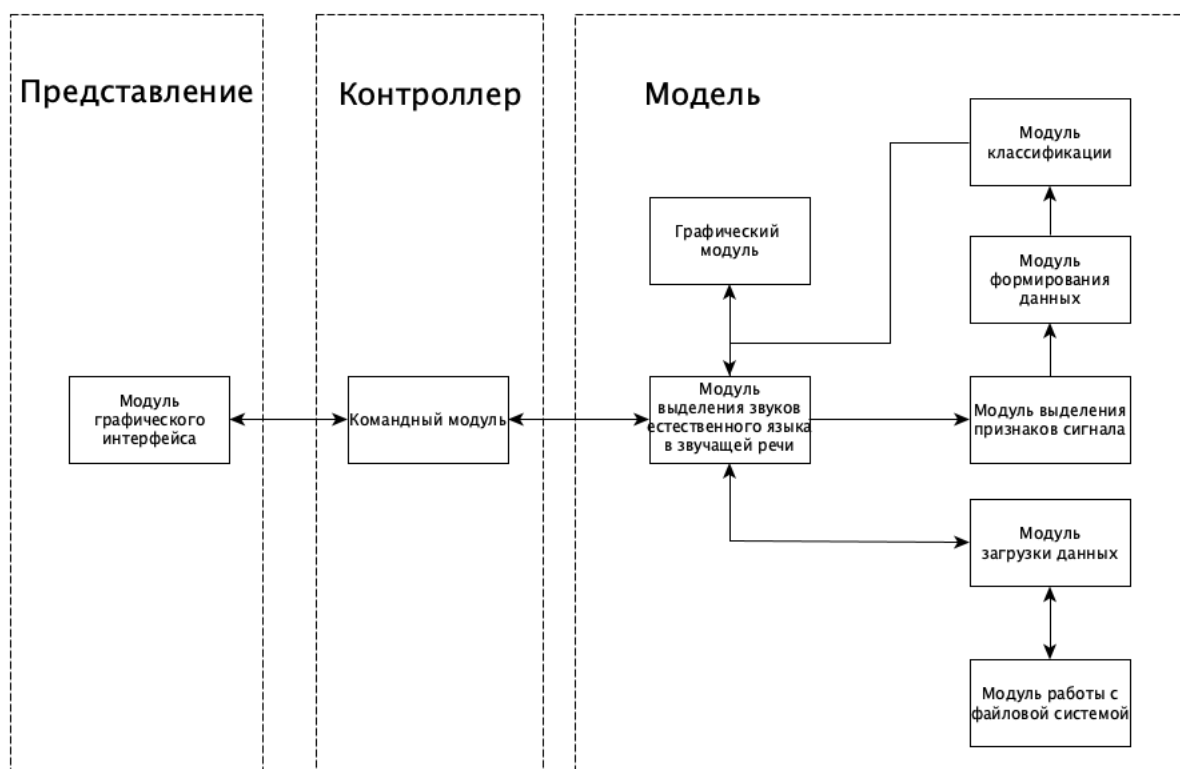 Представление
Контроллер
Модель
Модуль
классификации
Графический
модуль
Модуль
формирования
данных
Модуль
графического
интерфейса
Командный модуль
Модуль
выделения звуков
естественного языка
в звучащей речи
Модуль выделения
признаков сигнала
Модуль
загрузки данных
Модуль работы с
файловой системой